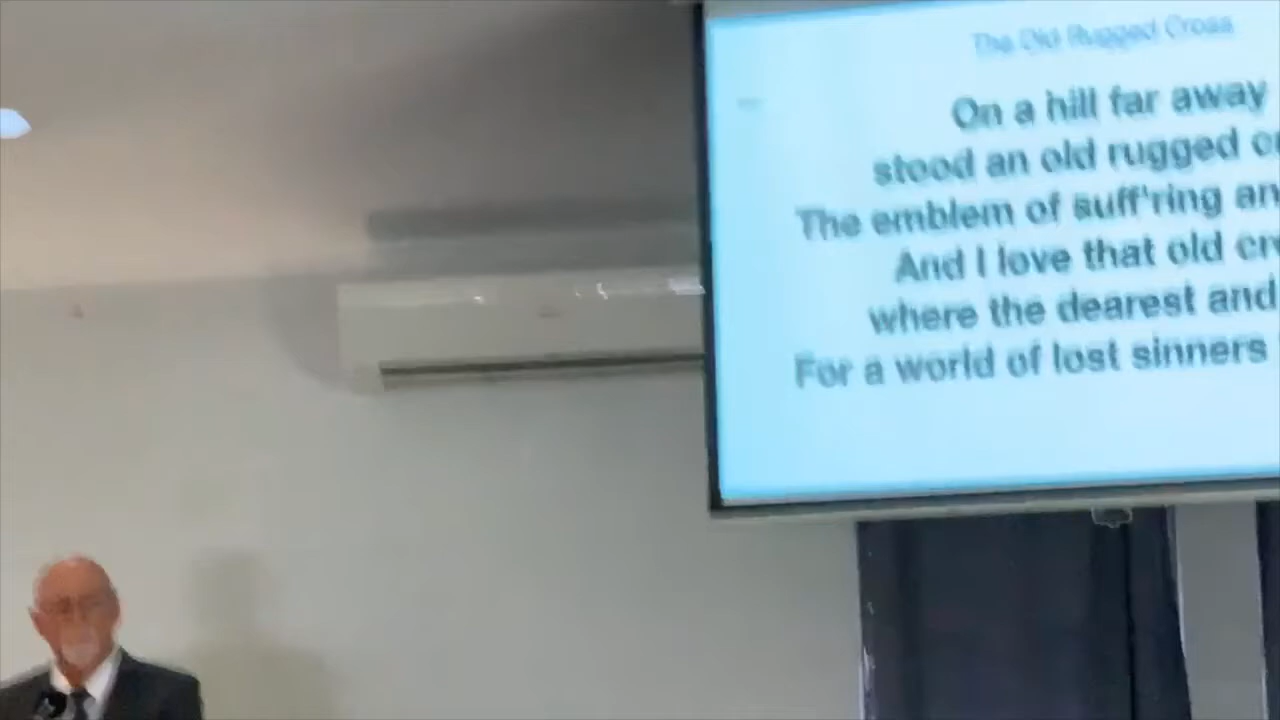 The Old Rugged Cross
On a hill far away
stood an old rugged
The emblem of suff'ring an
And I love that old
where the dearest and
For a world of lost sinners